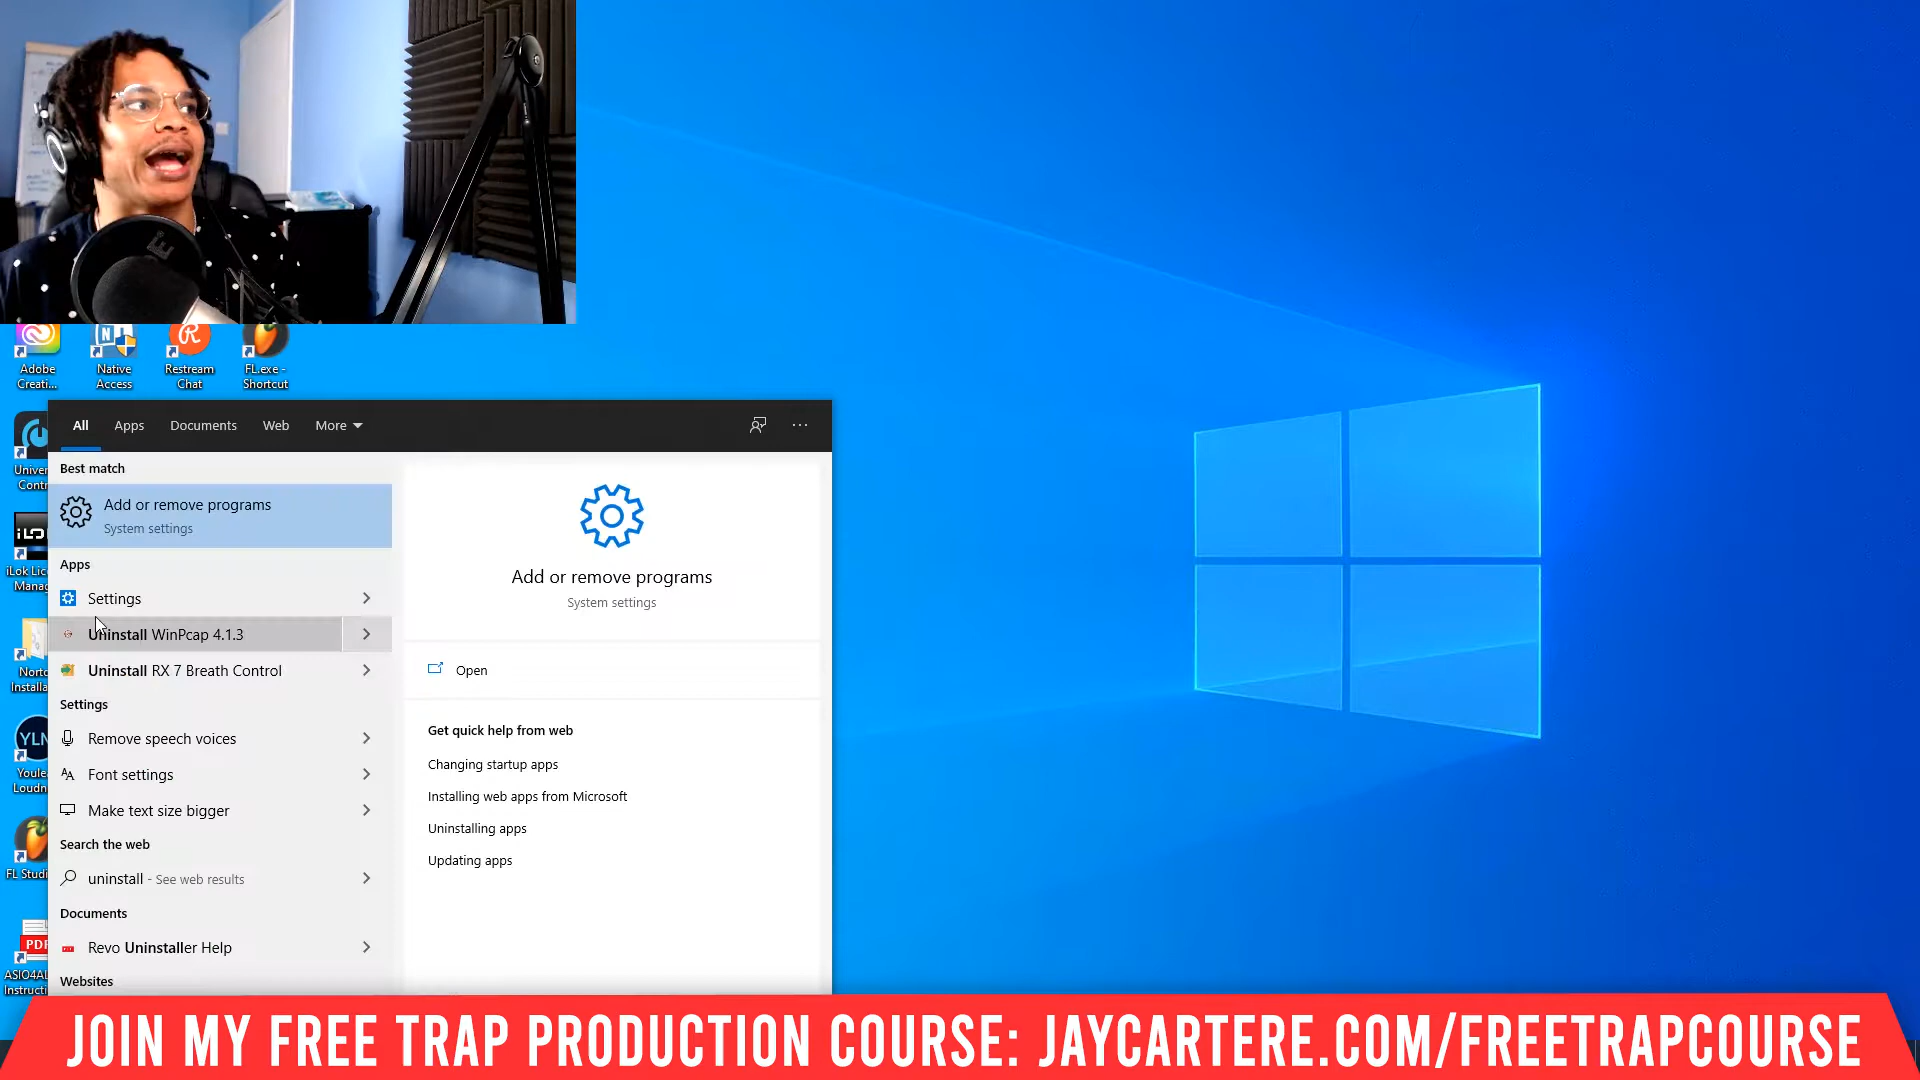 Adobe
Creati...
Native
Access
Restream
Chat
FL.exe -
Shortcut
All
Apps
Documents
Web
More
Best match
Add or remove programs
System settings
Apps
Settings
Uninstall WinPcap 4.1.3
Uninstall RX 7 Breath Control
Settings
Remove speech voices
Font settings
Make text size bigger
Search the web
uninstall - See web results
Documents
Revo Uninstaller Help
Websites
Add or remove programs
System settings
Open
Get quick help from web
Changing startup apps
Installing web apps from Microsoft
Uninstalling apps
Updating apps
Univer
Contr
iLok Lic
Manag
Norto
Installa
YLM
Youle
Loudn
FL Studi
PDF
ASIO4AL
Instructi
JOIN MY FREE TRAP PRODUCTION COURSE: JAYCARTERE.COM/FREETRAPCOURSE